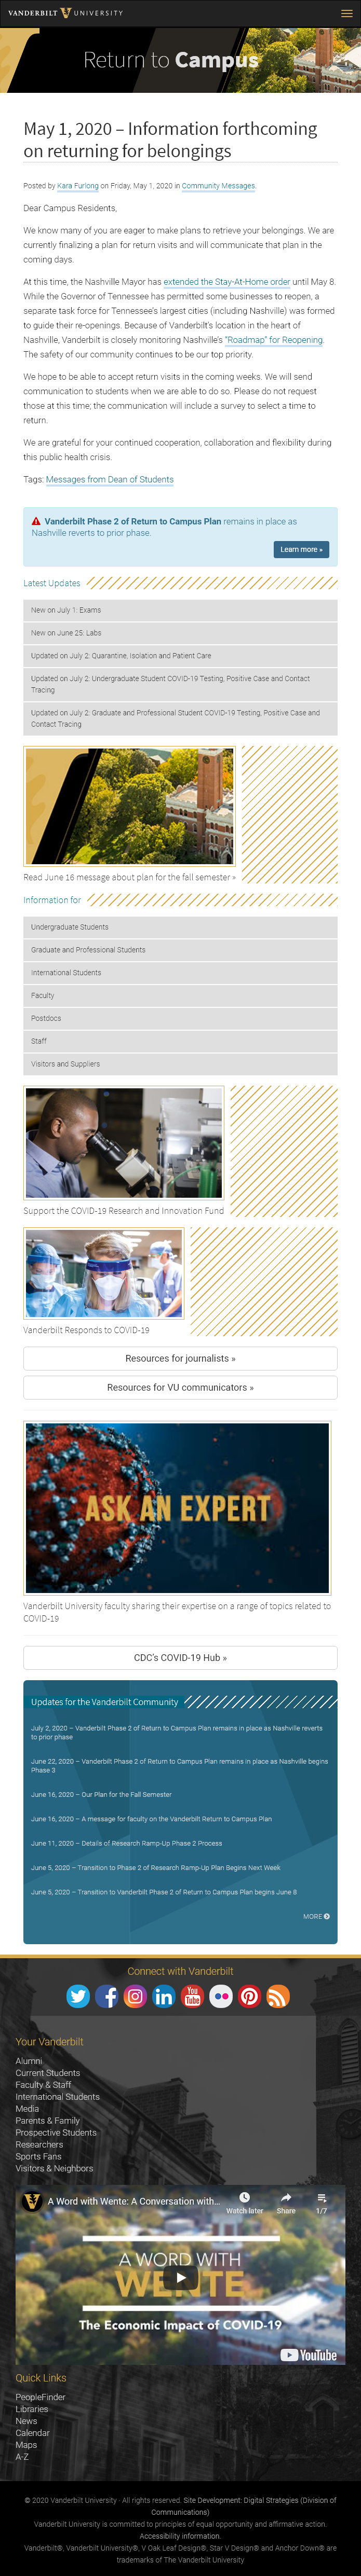 VANDERBILT UNIVERSITY
Return to Campus
May 1, 2020 – Information forthcoming
on returning for belongings
Posted by Kara Furlong on Friday, May 1, 2020 in Community Messages.
Dear Campus Residents,
We know many of you are eager to make plans to retrieve your belongings. We are
currently finalizing a plan for return visits and will communicate that plan in the coming
days.
At this time, the Nashville Mayor has extended the Stay-At-Home order until May 8.
While the Governor of Tennessee has permitted some businesses to reopen, a
separate task force for Tennessee's largest cities (including Nashville) was formed
to guide their re-openings. Because of Vanderbilt's location in the heart of
Nashville, Vanderbilt is closely monitoring Nashville's “Roadmap” for Reopening.
The safety of our community continues to be our top priority.
We hope to be able to accept return visits in the coming weeks. We will send
communication to students when we are able to do so. Please do not request
those at this time; the communication will include a survey to select a time to
return.
We are grateful for your continued cooperation, collaboration and flexibility during
this public health crisis.
Tags: Messages from Dean of Students
Vanderbilt Phase 2 of Return to Campus Plan remains in place as
Nashville reverts to prior phase.
Learn more »
Latest Updates
New on July 1: Exams
New on June 25: Labs
Updated on July 2: Quarantine, Isolation and Patient Care
Updated on July 2: Undergraduate Student COVID-19 Testing, Positive Case and Contact
Tracing
Updated on July 2: Graduate and Professional Student COVID-19 Testing, Positive Case and
Contact Tracing
Read June 16 message about plan for the fall semester »
Information for
Undergraduate Students
Graduate and Professional Students
International Students
Faculty
Postdocs
Staff
Visitors and Suppliers
Support the COVID-19 Research and Innovation Fund
Vanderbilt Responds to COVID-19
Resources for journalists »
Resources for VU communicators »
ASK AN EXPERT
Vanderbilt University faculty sharing their expertise on a range of topics related to
COVID-19
CDC's COVID-19 Hub »
Updates for the Vanderbilt Community
July 2, 2020 – Vanderbilt Phase 2 of Return to Campus Plan remains in place as Nashville reverts
to prior phase
June 22, 2020 – Vanderbilt Phase 2 of Return to Campus Plan remains in place as Nashville begins
Phase 3
June 16, 2020 – Our Plan for the Fall Semester
June 16, 2020 – A message for faculty on the Vanderbilt Return to Campus Plan
June 11, 2020 – Details of Research Ramp-Up Phase 2 Process
June 5, 2020 – Transition to Phase 2 of Research Ramp-Up Plan Begins Next Week
June 5, 2020 – Transition to Vanderbilt Phase 2 of Return to Campus Plan begins June 8
MORE
Connect with Vanderbilt
You Tube
Your Vanderbilt
Alumni
Current Students
Faculty & Staff
International Students
Media
Parents & Family
Prospective Students
Researchers
Sports Fans
Visitors & Neighbors
A Word with Wente: A Conversation with...
Watch later
Share
1/7
A WORD WITH
WENTE
The Economic Impact of COVID-19
YouTube
Quick Links
PeopleFinder
Libraries
News
Calendar
Maps
A-Z
© 2020 Vanderbilt University · All rights reserved. Site Development: Digital Strategies (Division of
Communications)
Vanderbilt University is committed to principles of equal opportunity and affirmative action.
Accessibility information.
Vanderbilt®, Vanderbilt University®, V Oak Leaf Design®, Star V Design® and Anchor Down® are
trademarks of The Vanderbilt University